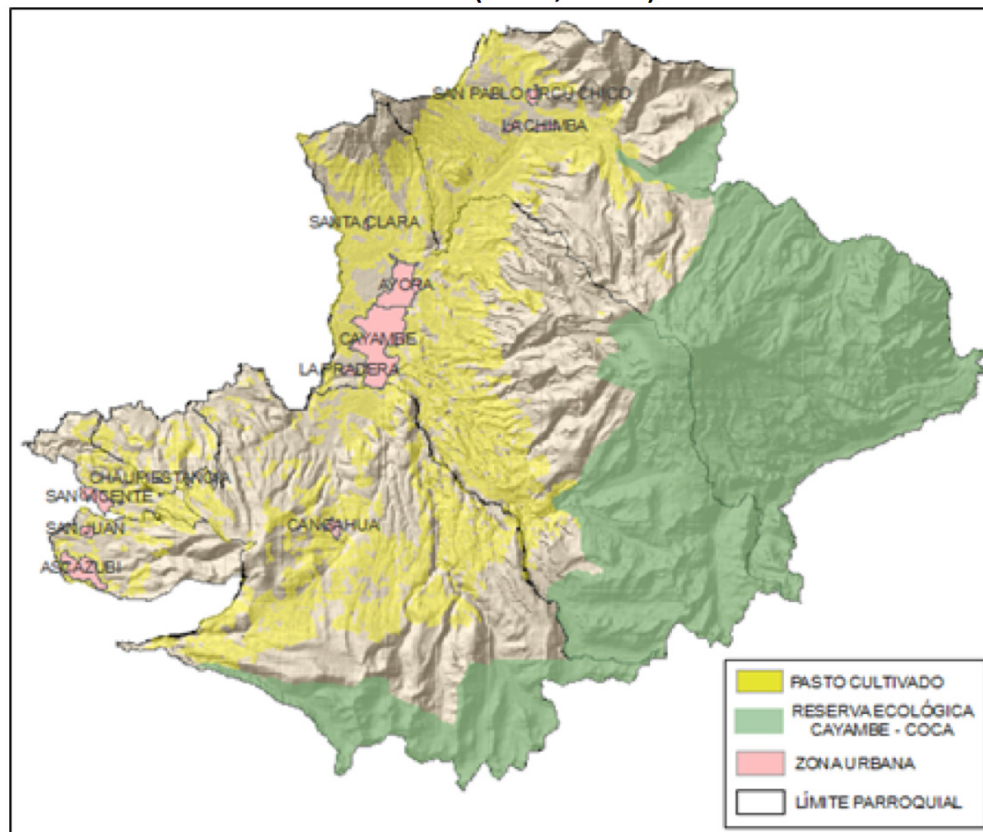 SAN PABLO URCU CHICO
LA CHIMBA
SANTA CLARA
AYORA
CAYAMBE
LA PRADERA
CHAUPIESTANCIA
SAN VICENTE
SAN JUAN
CANGAHUA
ASCAZUBI
PASTO CULTIVADO
RESERVA ECOLÓGICA
CAYAMBE - COCA
ZONA URBANA
LÍMITE PARROQUIAL